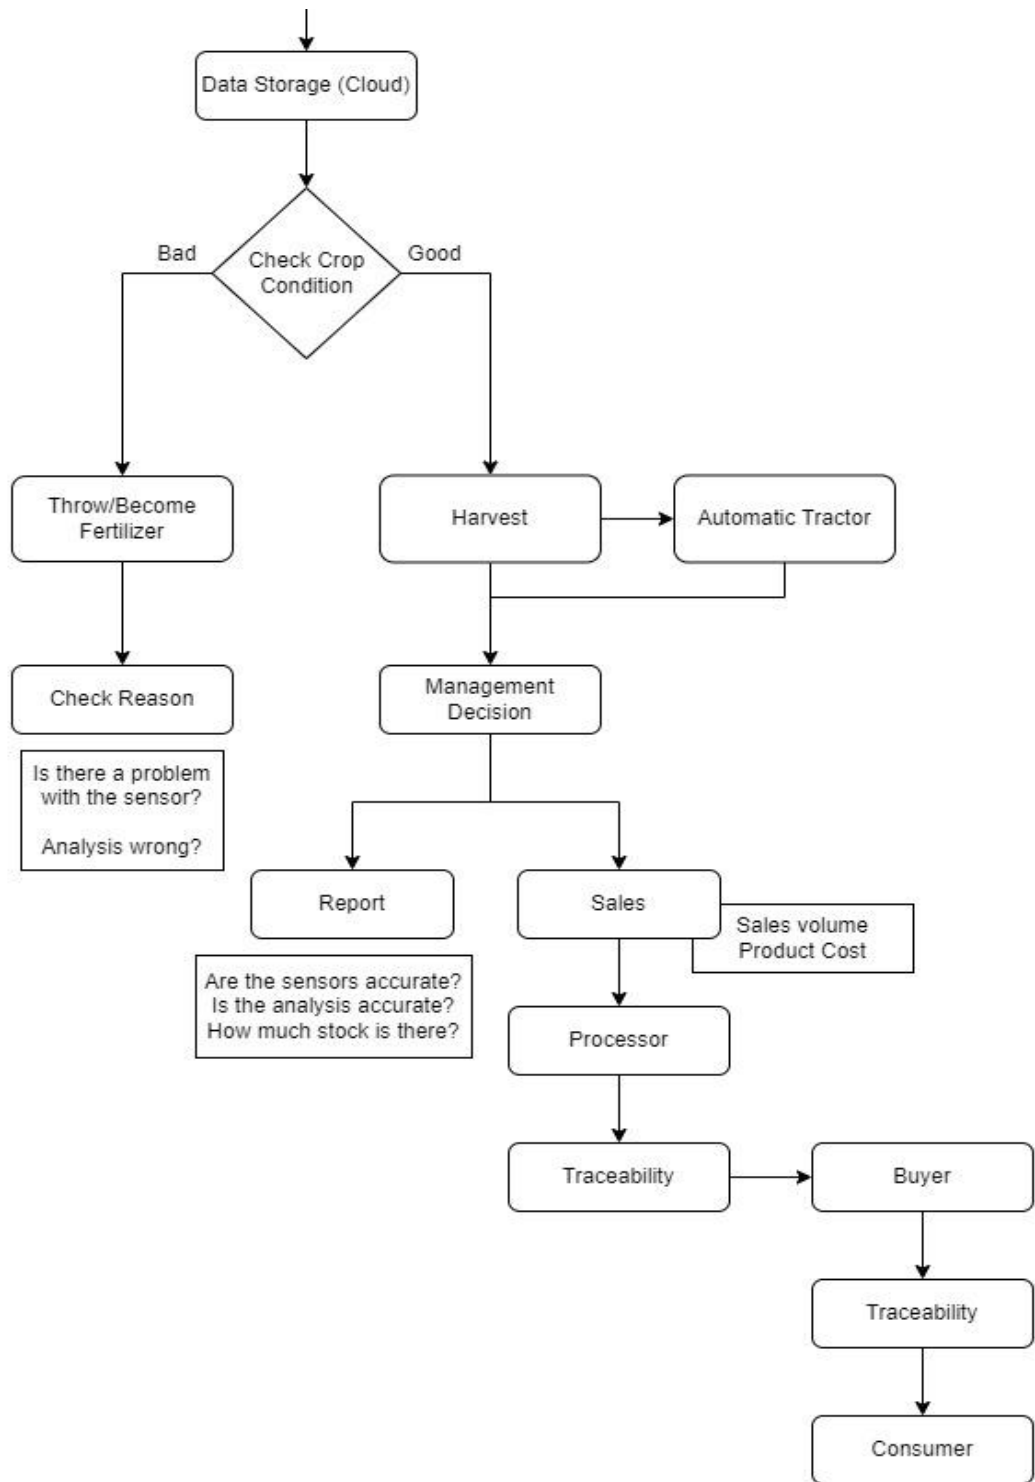 Data Storage (Cloud)
Bad
Good
Check Crop
Condition
Throw/Become
Fertilizer
Harvest
Automatic Tractor
Check Reason
Management
Decision
Is there a problem
with the sensor?
Analysis wrong?
Report
Sales
Sales volume
Product Cost
Are the sensors accurate?
Is the analysis accurate?
How much stock is there?
Processor
Traceability
Buyer
Traceability
Consumer